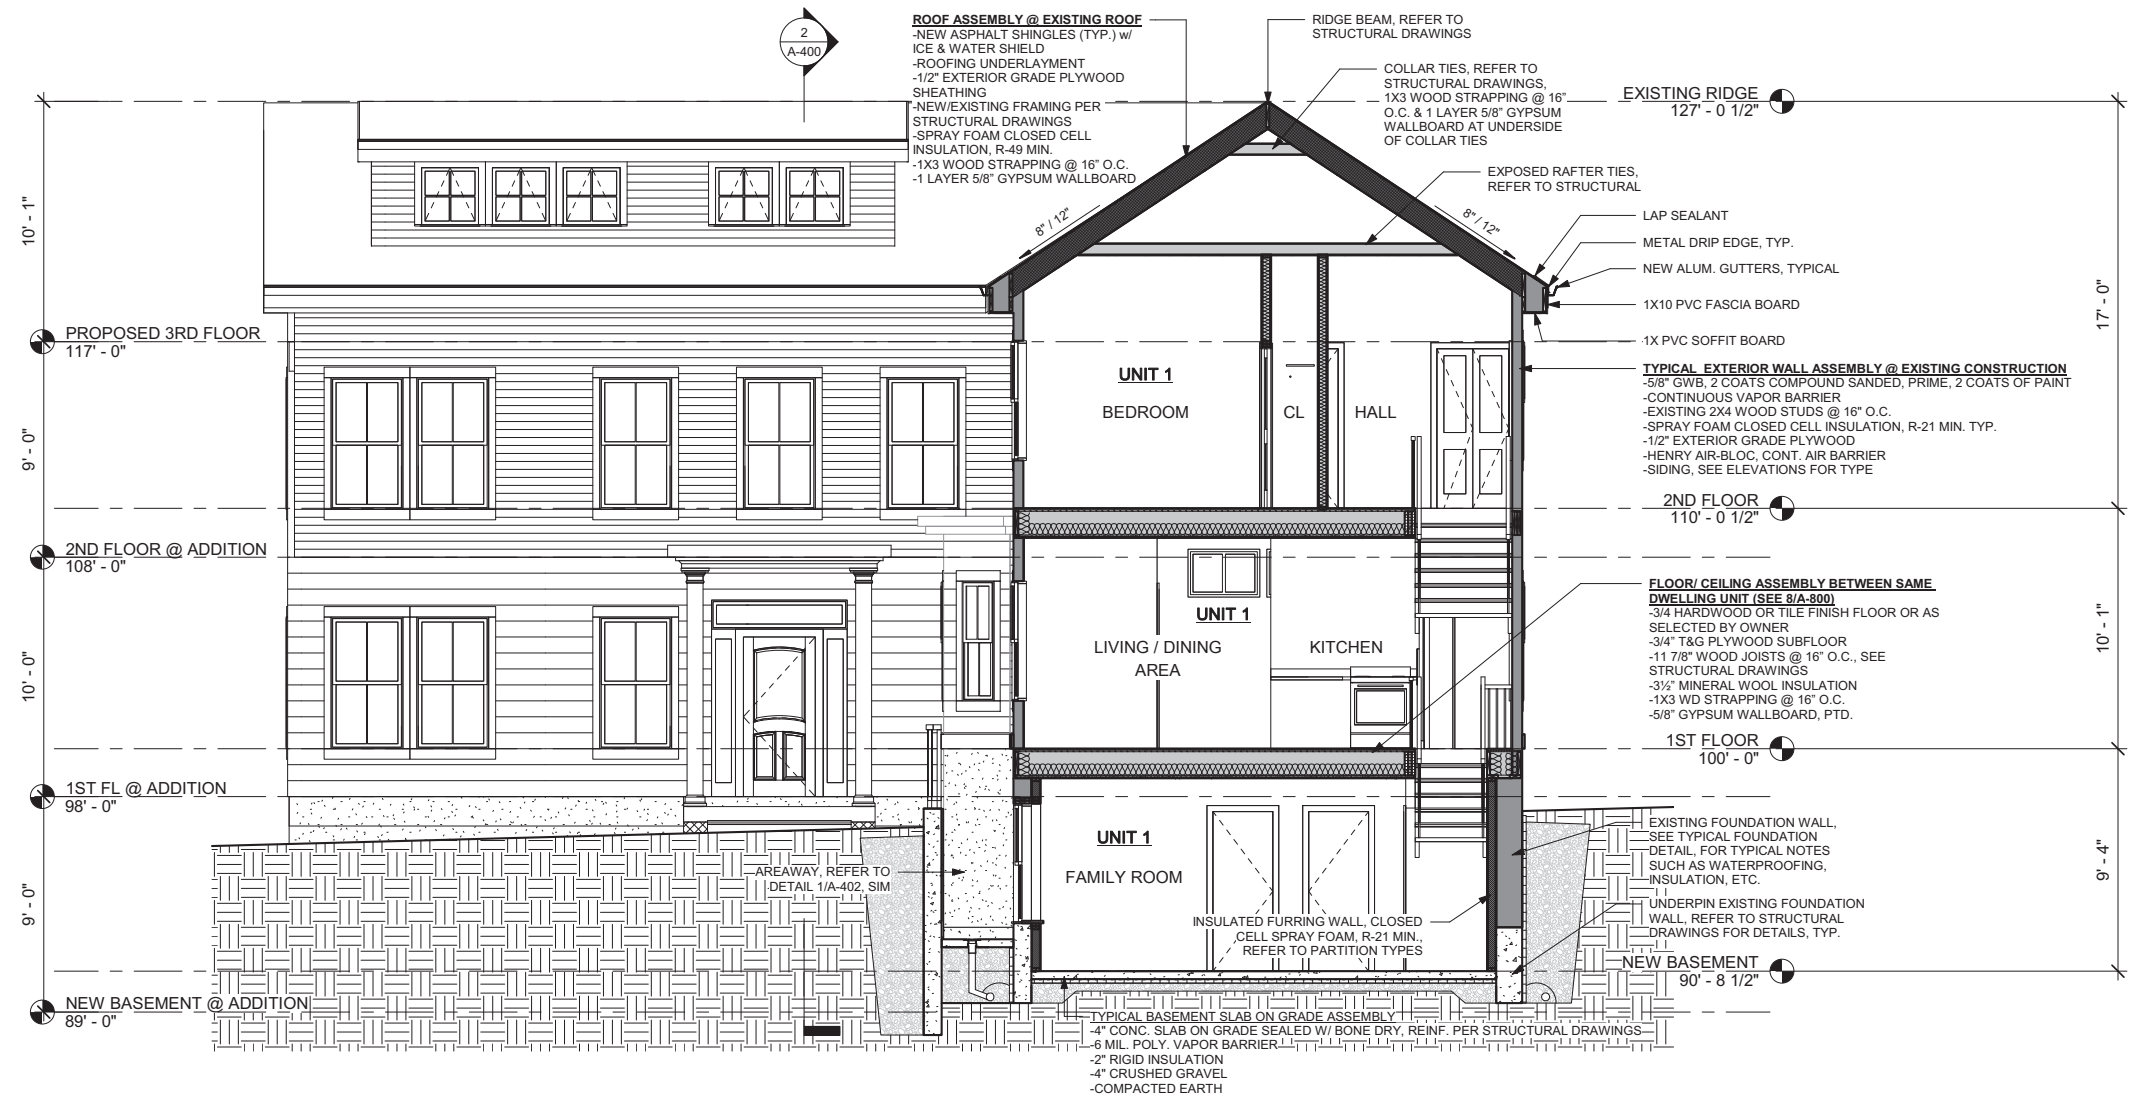 2
A-400
ROOF ASSEMBLY @ EXISTING ROOF
-NEW ASPHALT SHINGLES (TYP.) w/
ICE & WATER SHIELD
-ROOFING UNDERLAYMENT
-1/2" EXTERIOR GRADE PLYWOOD
SHEATHING
-NEW/EXISTING FRAMING PER
STRUCTURAL DRAWINGS
-SPRAY FOAM CLOSED CELL
INSULATION, R-49 MIN.
-1X3 WOOD STRAPPING @ 16" O.C.
-1 LAYER 5/8" GYPSUM WALLBOARD
RIDGE BEAM, REFER TO
STRUCTURAL DRAWINGS
COLLAR TIES, REFER TO
STRUCTURAL DRAWINGS,
1X3 WOOD STRAPPING @ 16"
O.C. & 1 LAYER 5/8" GYPSUM
WALLBOARD AT UNDERSIDE
OF COLLAR TIES
EXISTING RIDGE
127' - 0 1/2"
EXPOSED RAFTER TIES,
REFER TO STRUCTURAL
8" / 12"
8" / 12"
LAP SEALANT
METAL DRIP EDGE, TYP.
NEW ALUM. GUTTERS, TYPICAL
1X10 PVC FASCIA BOARD
1X PVC SOFFIT BOARD
10' - 1"
9' - 0"
10' - 0"
9' - 0"
17' - 0"
10' - 1"
9' - 4"
PROPOSED 3RD FLOOR
117' - 0"
TYPICAL EXTERIOR WALL ASSEMBLY @ EXISTING CONSTRUCTION
-5/8" GWB, 2 COATS COMPOUND SANDED, PRIME, 2 COATS OF PAINT
-CONTINUOUS VAPOR BARRIER
-EXISTING 2X4 WOOD STUDS @ 16" O.C.
-SPRAY FOAM CLOSED CELL INSULATION, R-21 MIN. TYP.
-1/2" EXTERIOR GRADE PLYWOOD
-HENRY AIR-BLOC, CONT. AIR BARRIER
-SIDING, SEE ELEVATIONS FOR TYPE
UNIT 1
BEDROOM
CL
HALL
2ND FLOOR
110' - 0 1/2"
2ND FLOOR @ ADDITION
108' - 0"
UNIT 1
LIVING / DINING
AREA
KITCHEN
FLOOR/ CEILING ASSEMBLY BETWEEN SAME
DWELLING UNIT (SEE 8/A-800)
-3/4 HARDWOOD OR TILE FINISH FLOOR OR AS
SELECTED BY OWNER
-3/4" T&G PLYWOOD SUBFLOOR
-11 7/8" WOOD JOISTS @ 16" O.C., SEE
STRUCTURAL DRAWINGS
-3½" MINERAL WOOL INSULATION
-1X3 WD STRAPPING @ 16" O.C.
-5/8" GYPSUM WALLBOARD, PTD.
1ST FLOOR
100' - 0"
1ST FL @ ADDITION
98' - 0"
UNIT 1
FAMILY ROOM
AREAWAY, REFER TO
DETAIL 1/A-402, SIM
INSULATED FURRING WALL, CLOSED
CELL SPRAY FOAM, R-21 MIN.,
REFER TO PARTITION TYPES
EXISTING FOUNDATION WALL,
SEE TYPICAL FOUNDATION
DETAIL, FOR TYPICAL NOTES
SUCH AS WATERPROOFING,
INSULATION, ETC.
UNDERPIN EXISTING FOUNDATION
WALL, REFER TO STRUCTURAL
DRAWINGS FOR DETAILS, TYP.
NEW BASEMENT
90' - 8 1/2"
NEW BASEMENT @ ADDITION
89' - 0"
TYPICAL BASEMENT SLAB ON GRADE ASSEMBLY
-4" CONC. SLAB ON GRADE SEALED W/ BONE DRY, REINF. PER STRUCTURAL DRAWINGS
-6 MIL. POLY. VAPOR BARRIER
-2" RIGID INSULATION
-4" CRUSHED GRAVEL
-COMPACTED EARTH